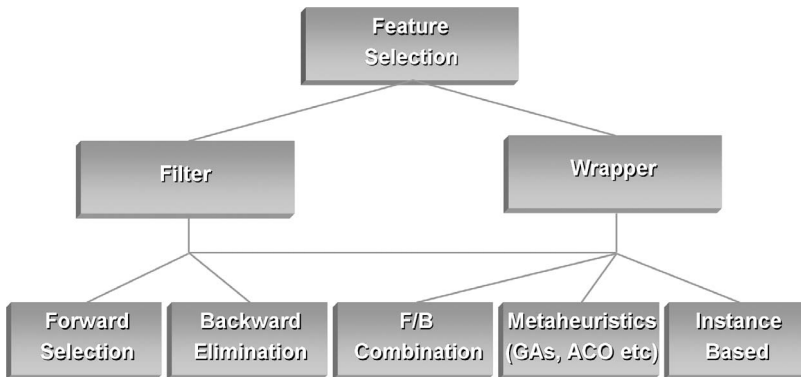 Feature
Selection
Filter
Wrapper
Forward
Selection
Backward
Elimination
F/B
Combination
Metaheuristics
(GAs, ACO etc)
Instance
Based